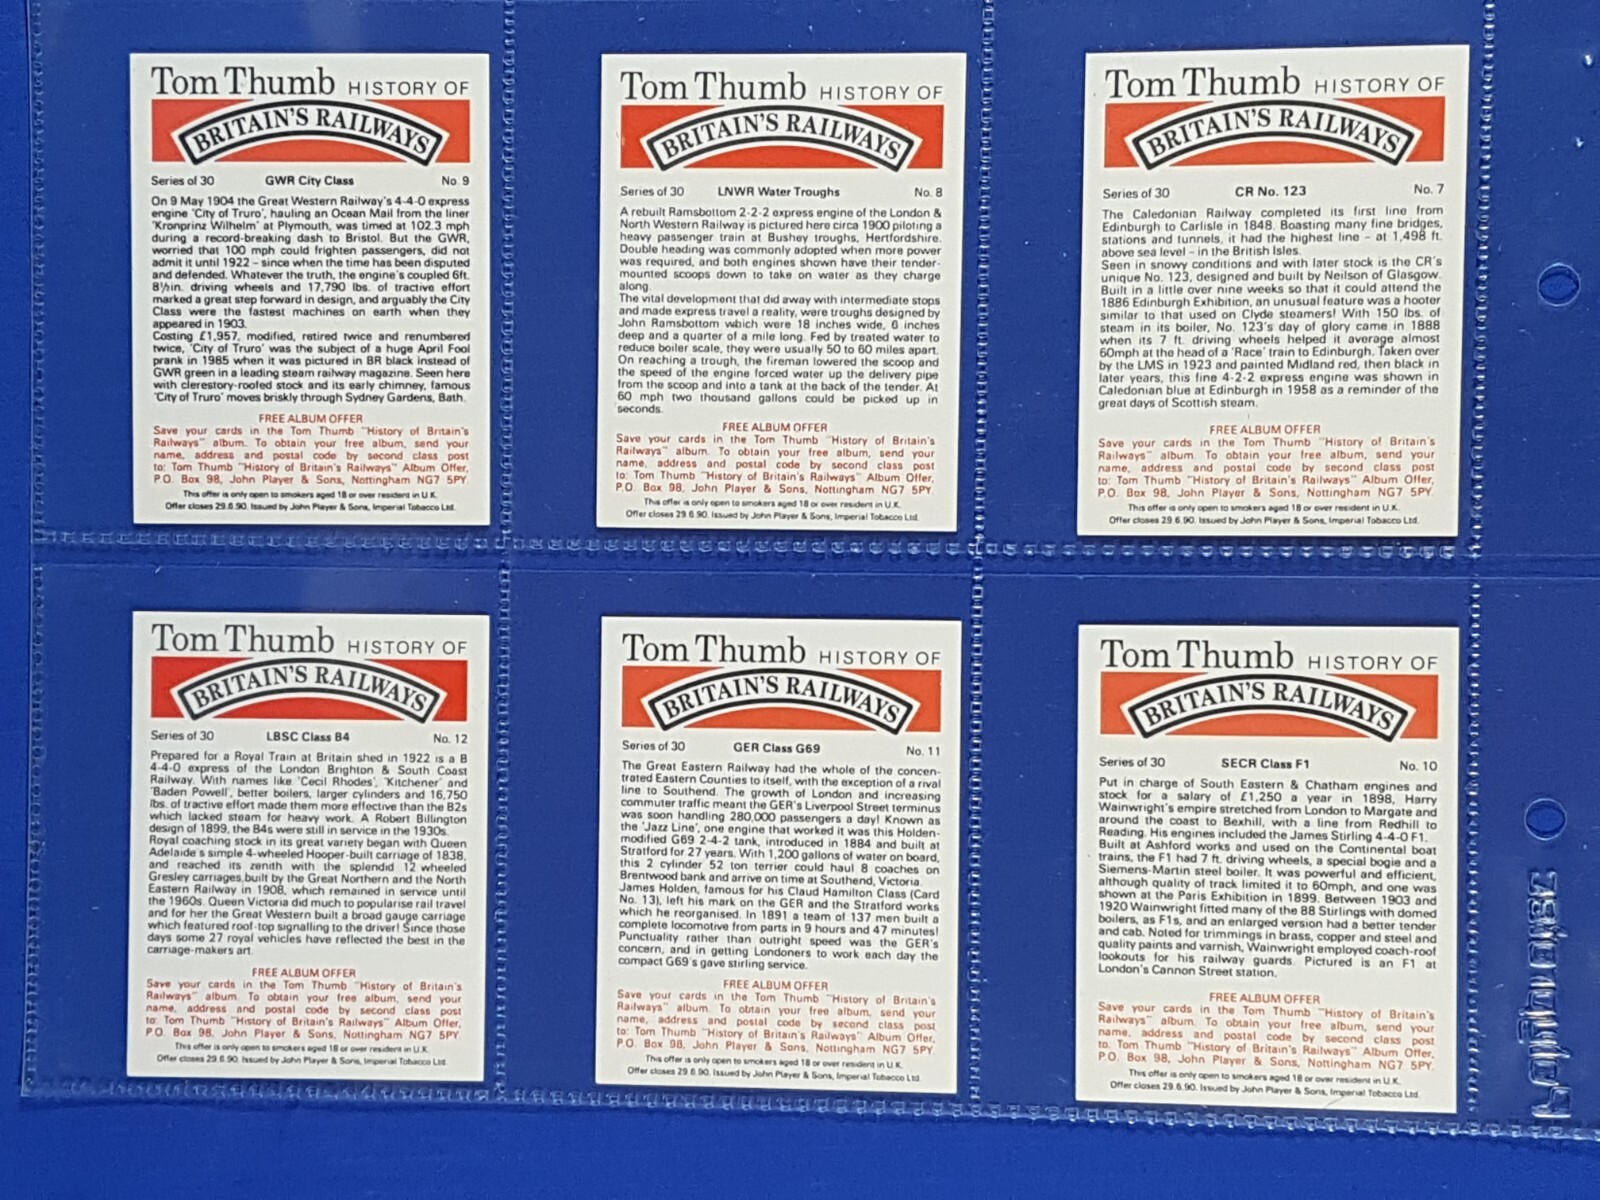 Tom Thumb HISTORY OF
BRITAIN'S RAILWAYS
Series of 30 GWR City Class No. 9
On 9 May 1904 the Great Western Railway's 4-4-0 express
engine 'City of Truro', hauling an Ocean Mail from the liner
'Kronprinz Wilhelm' at Plymouth, was timed at 102.3 mph
during a record-breaking dash to Bristol. But the GWR,
worried that 100 mph could frighten passengers, did not
admit it until 1922 – since when the time has been disputed
and defended. Whatever the truth, the engine's coupled 6ft.
8½in. driving wheels and 17,790 lbs. of tractive effort
marked a great step forward in design, and arguably the City
Class were the fastest machines on earth when they
appeared in 1903.
Costing £1,957, modified, retired twice and renumbered
twice, 'City of Truro' was the subject of a huge April Fool
prank in 1985 when it was pictured in BR black instead of
GWR green in a leading steam railway magazine. Seen here
with clerestory-roofed stock and its early chimney, famous
'City of Truro' moves briskly through Sydney Gardens, Bath.
FREE ALBUM OFFER
Save your cards in the Tom Thumb "History of Britain's
Railways" album. To obtain your free album, send your
name, address and postal code by second class post
to: Tom Thumb "History of Britain's Railways" Album Offer,
P.O. Box 98, John Player & Sons, Nottingham NG7 5PY.
This offer is only open to smokers aged 18 or over resident in U.K.
Offer closes 29.6.90. Issued by John Player & Sons, Imperial Tobacco Ltd.
Tom Thumb HISTORY OF
BRITAIN'S RAILWAYS
Series of 30 LNWR Water Troughs No. 8
A rebuilt Ramsbottom 2-2-2 express engine of the London &
North Western Railway is pictured here circa 1900 piloting a
heavy passenger train at Bushey troughs, Hertfordshire.
Double heading was commonly adopted when more power
was required, and both engines shown have their tender-
mounted scoops down to take on water as they charge
along.
The vital development that did away with intermediate stops
and made express travel a reality, were troughs designed by
John Ramsbottom which were 18 inches wide, 6 inches
deep and a quarter of a mile long. Fed by treated water to
reduce boiler scale, they were usually 50 to 60 miles apart.
On reaching a trough, the fireman lowered the scoop and
the speed of the engine forced water up the delivery pipe
from the scoop and into a tank at the back of the tender. At
60 mph two thousand gallons could be picked up in
seconds.
FREE ALBUM OFFER
Save your cards in the Tom Thumb "History of Britain's
Railways" album. To obtain your free album, send your
name, address and postal code by second class post
to: Tom Thumb "History of Britain's Railways" Album Offer,
P.O. Box 98, John Player & Sons, Nottingham NG7 5PY.
This offer is only open to smokers aged 18 or over resident in U.K.
Offer closes 29.6.90. Issued by John Player & Sons, Imperial Tobacco Ltd.
Tom Thumb HISTORY OF
BRITAIN'S RAILWAYS
Series of 30 CR No. 123 No. 7
The Caledonian Railway completed its first line from
Edinburgh to Carlisle in 1848. Boasting many fine bridges,
stations and tunnels, it had the highest line – at 1,498 ft.
above sea level – in the British Isles.
Seen in snowy conditions and with later stock is the CR's
unique No. 123, designed and built by Neilson of Glasgow.
Built in a little over nine weeks so that it could attend the
1886 Edinburgh Exhibition, an unusual feature was a hooter
similar to that used on Clyde steamers! With 150 lbs. of
steam in its boiler, No. 123's day of glory came in 1888
when its 7 ft. driving wheels helped it average almost
60mph at the head of a 'Race' train to Edinburgh. Taken over
by the LMS in 1923 and painted Midland red, then black in
later years, this fine 4-2-2 express engine was shown in
Caledonian blue at Edinburgh in 1958 as a reminder of the
great days of Scottish steam.
FREE ALBUM OFFER
Save your cards in the Tom Thumb "History of Britain's
Railways" album. To obtain your free album, send your
name, address and postal code by second class post
to: Tom Thumb "History of Britain's Railways" Album Offer,
P.O. Box 98, John Player & Sons, Nottingham NG7 5PY.
This offer is only open to smokers aged 18 or over resident in U.K.
Offer closes 29.6.90. Issued by John Player & Sons, Imperial Tobacco Ltd.
Tom Thumb HISTORY OF
BRITAIN'S RAILWAYS
Series of 30 LBSC Class B4 No. 12
Prepared for a Royal Train at Britain shed in 1922 is a B
4-4-0 express of the London Brighton & South Coast
Railway. With names like 'Cecil Rhodes', 'Kitchener' and
'Baden Powell', better boilers, larger cylinders and 16,750
lbs. of tractive effort made them more effective than the B2s
which lacked steam for heavy work. A Robert Billington
design of 1899, the B4s were still in service in the 1930s.
Royal coaching stock in its great variety began with Queen
Adelaide's simple 4-wheeled Hooper-built carriage of 1838,
and reached its zenith with the splendid 12 wheeled
Gresley carriages built by the Great Northern and the North
Eastern Railway in 1908, which remained in service until
the 1960s. Queen Victoria did much to popularise rail travel
and for her the Great Western built a broad gauge carriage
which featured roof-top signalling to the driver! Since those
days some 27 royal vehicles have reflected the best in the
carriage-makers art.
FREE ALBUM OFFER
Save your cards in the Tom Thumb "History of Britain's
Railways" album. To obtain your free album, send your
name, address and postal code by second class post
to: Tom Thumb "History of Britain's Railways" Album Offer,
P.O. Box 98, John Player & Sons, Nottingham NG7 5PY.
This offer is only open to smokers aged 18 or over resident in U.K.
Offer closes 29.6.90. Issued by John Player & Sons, Imperial Tobacco Ltd.
Tom Thumb HISTORY OF
BRITAIN'S RAILWAYS
Series of 30 GER Class G69 No. 11
The Great Eastern Railway had the whole of the concen-
trated Eastern Counties to itself, with the exception of a rival
line to Southend. The growth of London and increasing
commuter traffic meant the GER's Liverpool Street terminus
was soon handling 280,000 passengers a day! Known as
the 'Jazz Line', one engine that worked it was this Holden-
modified G69 2-4-2 tank, introduced in 1884 and built at
Stratford for 27 years. With 1,200 gallons of water on board,
this 2 cylinder 52 ton terrier could haul 8 coaches on
Brentwood bank and arrive on time at Southend, Victoria.
James Holden, famous for his Claud Hamilton Class (Card
No. 13), left his mark on the GER and the Stratford works
which he reorganised. In 1891 a team of 137 men built a
complete locomotive from parts in 9 hours and 47 minutes!
Punctuality rather than outright speed was the GER's
concern, and in getting Londoners to work each day the
compact G69's gave stirling service.
FREE ALBUM OFFER
Save your cards in the Tom Thumb "History of Britain's
Railways" album. To obtain your free album, send your
name, address and postal code by second class post
to: Tom Thumb "History of Britain's Railways" Album Offer,
P.O. Box 98, John Player & Sons, Nottingham NG7 5PY.
This offer is only open to smokers aged 18 or over resident in U.K.
Offer closes 29.6.90. Issued by John Player & Sons, Imperial Tobacco Ltd.
Tom Thumb HISTORY OF
BRITAIN'S RAILWAYS
Series of 30 SECR Class F1 No. 10
Put in charge of South Eastern & Chatham engines and
stock for a salary of £1,250 a year in 1898, Harry
Wainwright's empire stretched from London to Margate and
around the coast to Bexhill, with a line from Redhill to
Reading. His engines included the James Stirling 4-4-0 F1.
Built at Ashford works and used on the Continental boat
trains, the F1 had 7 ft. driving wheels, a special bogie and a
Siemens-Martin steel boiler. It was powerful and efficient,
although quality of track limited it to 60mph, and one was
shown at the Paris Exhibition in 1899. Between 1903 and
1920 Wainwright fitted many of the 88 Stirlings with domed
boilers, as F1s, and an enlarged version had a better tender
and cab. Noted for trimmings in brass, copper and steel and
quality paints and varnish, Wainwright employed coach-roof
lookouts for his railway guards. Pictured is an F1 at
London's Cannon Street station.
FREE ALBUM OFFER
Save your cards in the Tom Thumb "History of Britain's
Railways" album. To obtain your free album, send your
name, address and postal code by second class post
to: Tom Thumb "History of Britain's Railways" Album Offer,
P.O. Box 98, John Player & Sons, Nottingham NG7 5PY.
This offer is only open to smokers aged 18 or over resident in U.K.
Offer closes 29.6.90. Issued by John Player & Sons, Imperial Tobacco Ltd.